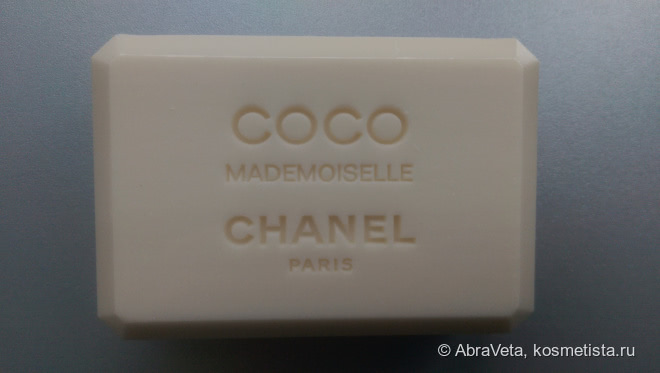 COCO
MADEMOISELLE
CHANEL
PARIS
© AbraVeta, kosmetista.ru